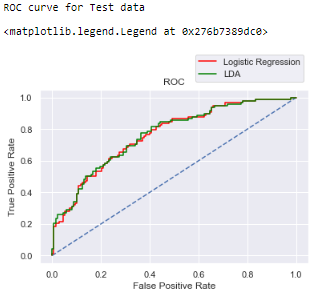 ROC curve for Test data
<matplotlib.legend.Legend at 0x276b7389dc0>
Logistic Regression
LDA
ROC
1.0
0.8
0.6
0.4
0.2
0.0
True Positive Rate
0.0 0.2 0.4 0.6 0.8 1.0
False Positive Rate